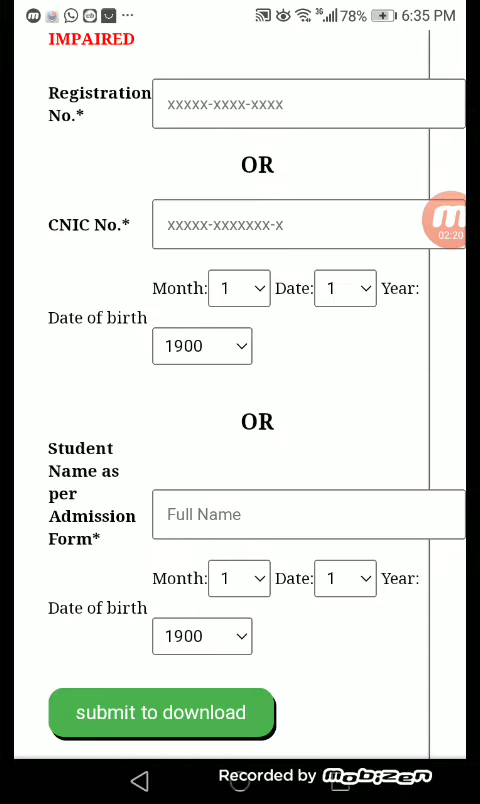 3G 78% 6:35 PM
IMPAIRED
Registration
No.*
xxxxx-xxxx-xxxx
OR
02:20
CNIC No.*
xxxxx-xxxxxxx-x
Month: 1 Date: 1 Year:
Date of birth
1900
OR
Student
Name as
per
Admission
Form*
Full Name
Month: 1 Date: 1 Year:
Date of birth
1900
submit to download
Recorded by Mobizen